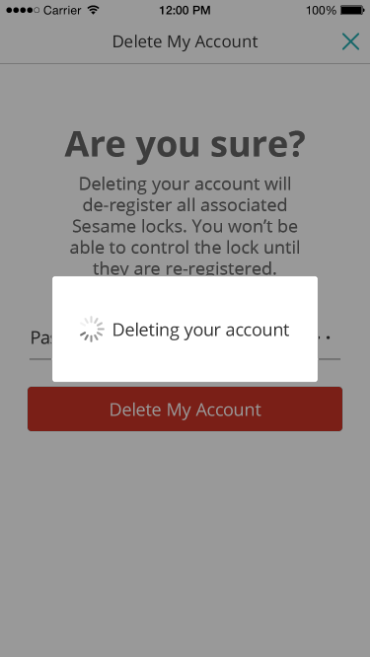 ●●●●○ Carrier 12:00 PM 100%
Delete My Account
Are you sure?
Deleting your account will
de-register all associated
Sesame locks. You won't be
able to control the lock until
they are re-registered.
Deleting your account
Delete My Account